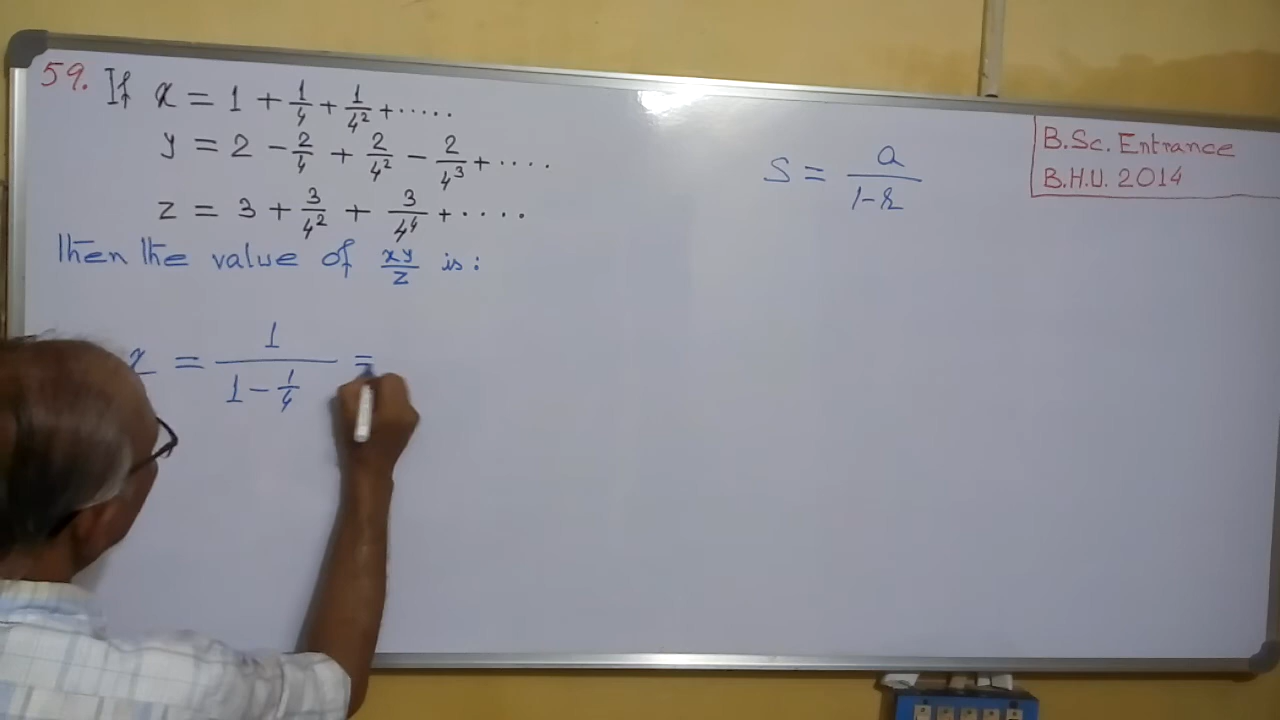 59. If x = 1 + 1/4 + 1/4² + .....
y = 2 - 2/4 + 2/4² - 2/4³ + ....
z = 3 + 3/4² + 3/4⁴ + ....
Then the value of xy/z is:
x = 1/(1 - 1/4) =
S = a/(1-r)
B.Sc. Entrance
B.H.U. 2014